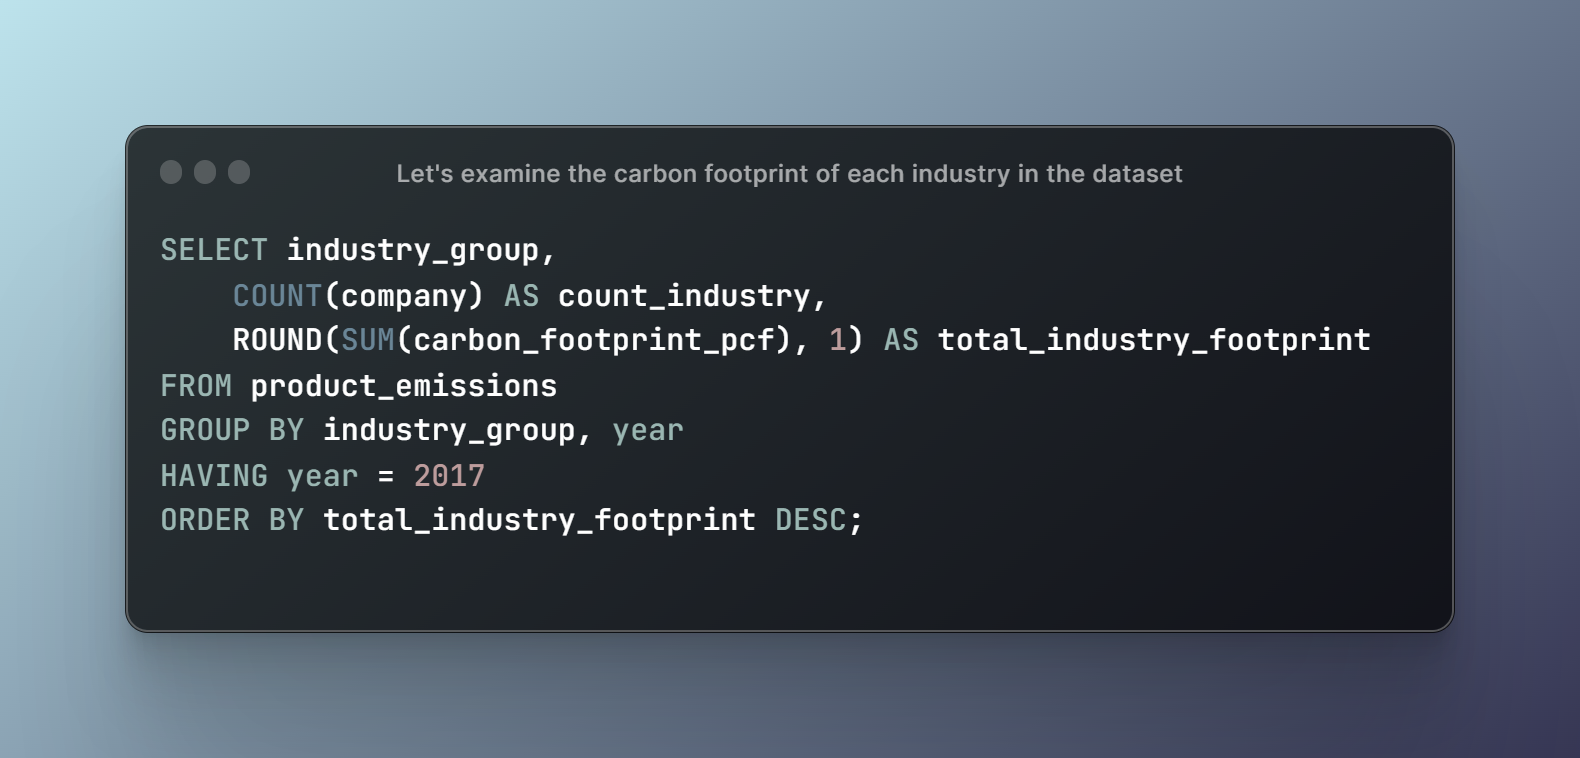 Let's examine the carbon footprint of each industry in the dataset
SELECT industry_group,
    COUNT(company) AS count_industry,
    ROUND(SUM(carbon_footprint_pcf), 1) AS total_industry_footprint
FROM product_emissions
GROUP BY industry_group, year
HAVING year = 2017
ORDER BY total_industry_footprint DESC;